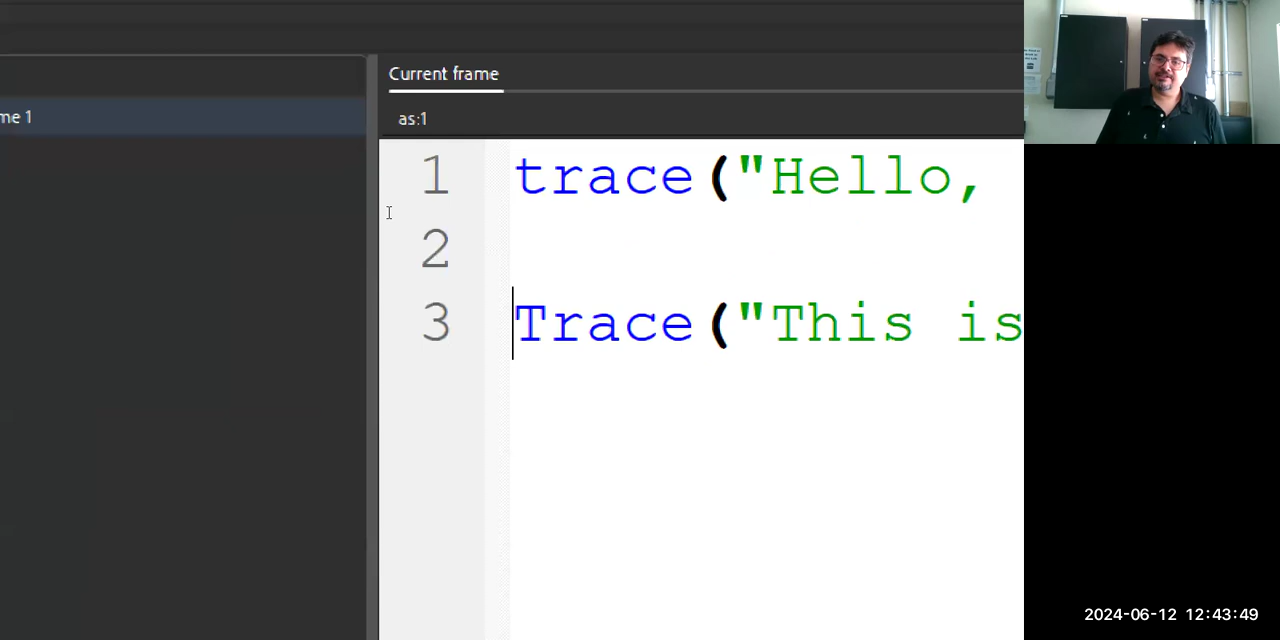 Current frame
me 1
as:1
1 trace("Hello,
2
3 Trace("This is
2024-06-12 12:43:49